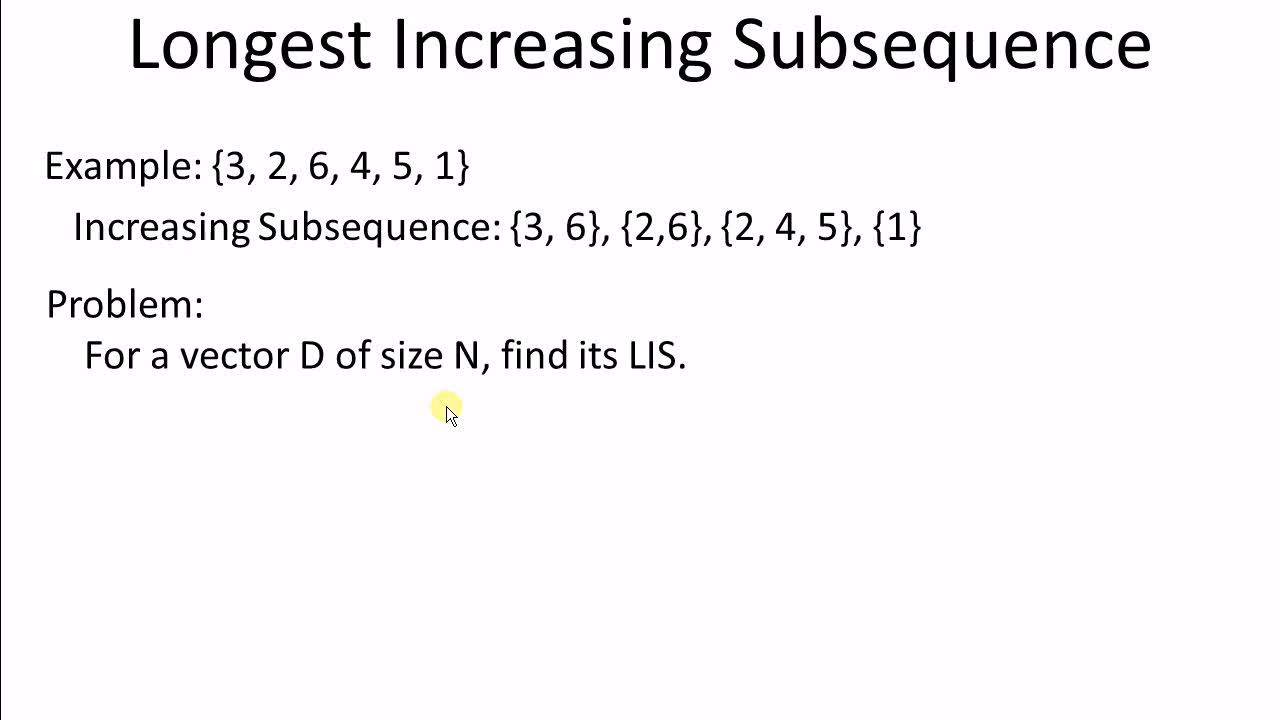 Longest Increasing Subsequence
Example: {3, 2, 6, 4, 5, 1}
Increasing Subsequence: {3, 6}, {2,6}, {2, 4, 5}, {1}
Problem:
For a vector D of size N, find its LIS.